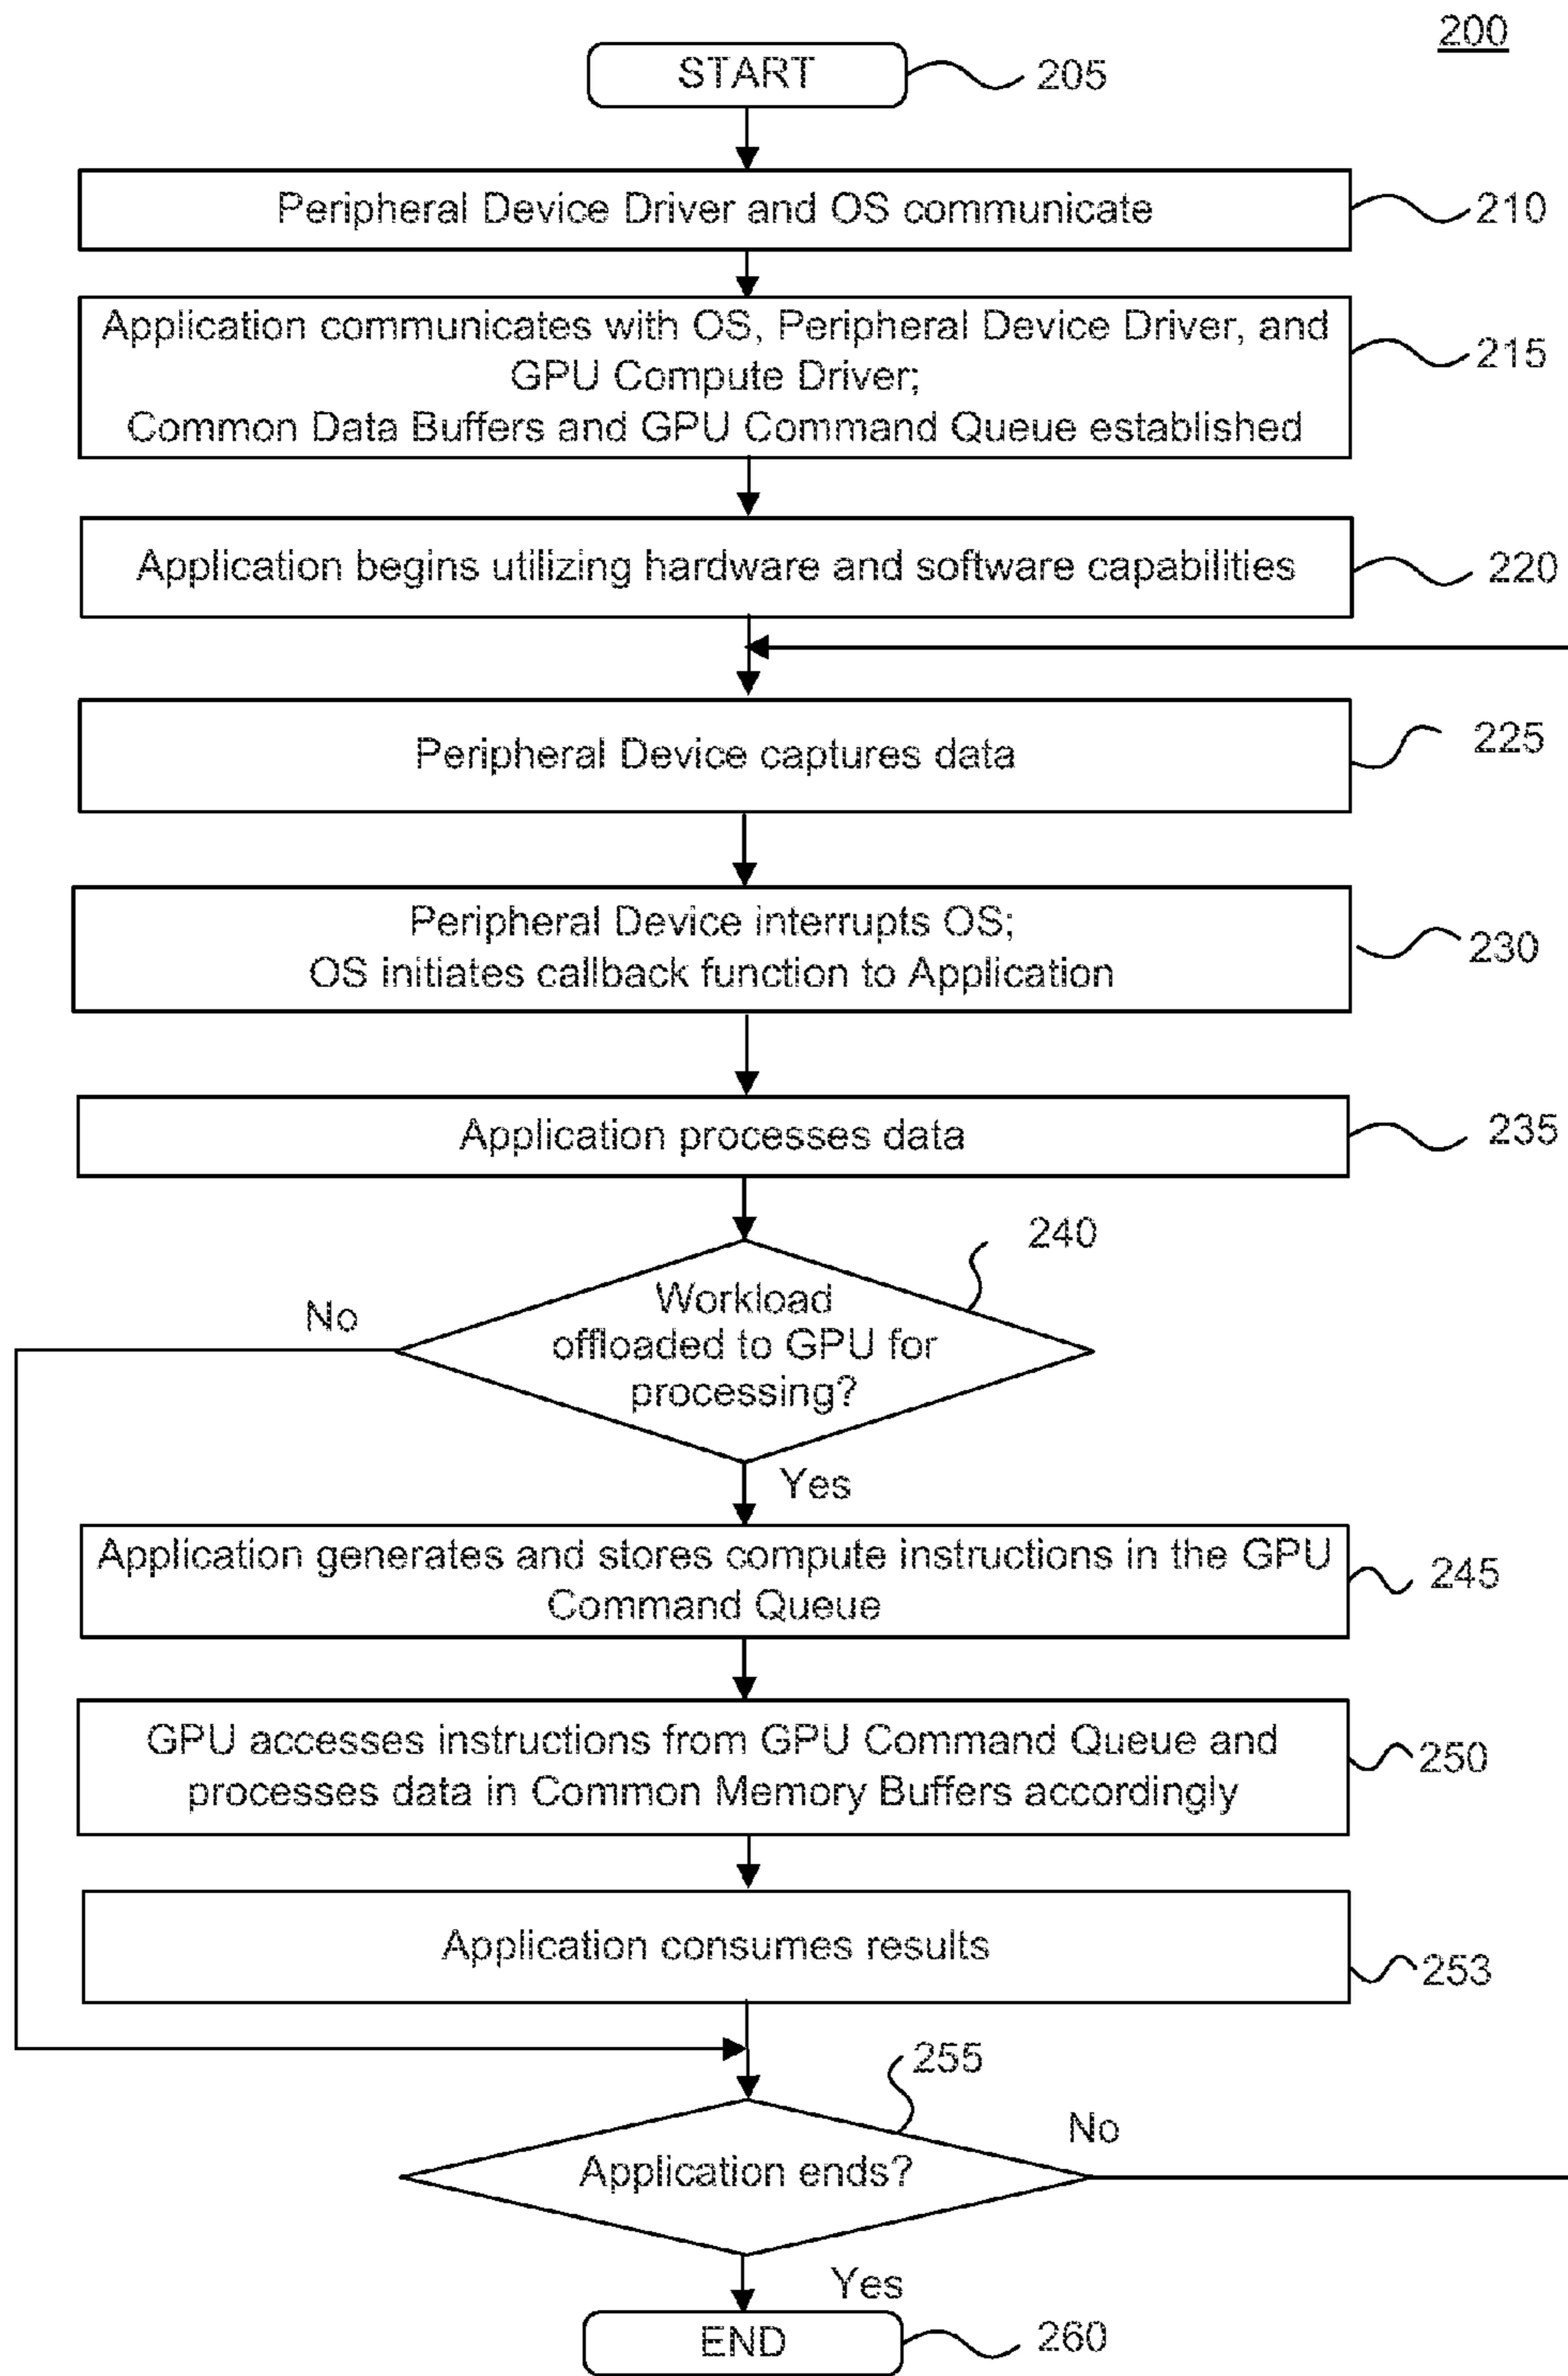 200
START
205
Peripheral Device Driver and OS communicate
210
Application communicates with OS, Peripheral Device Driver, and
GPU Compute Driver;
Common Data Buffers and GPU Command Queue established
215
Application begins utilizing hardware and software capabilities
220
Peripheral Device captures data
225
Peripheral Device interrupts OS;
OS initiates callback function to Application
230
Application processes data
235
240
No
Workload
offloaded to GPU for
processing?
Yes
Application generates and stores compute instructions in the GPU
Command Queue
245
GPU accesses instructions from GPU Command Queue and
processes data in Common Memory Buffers accordingly
250
Application consumes results
253
255
No
Application ends?
Yes
END
260